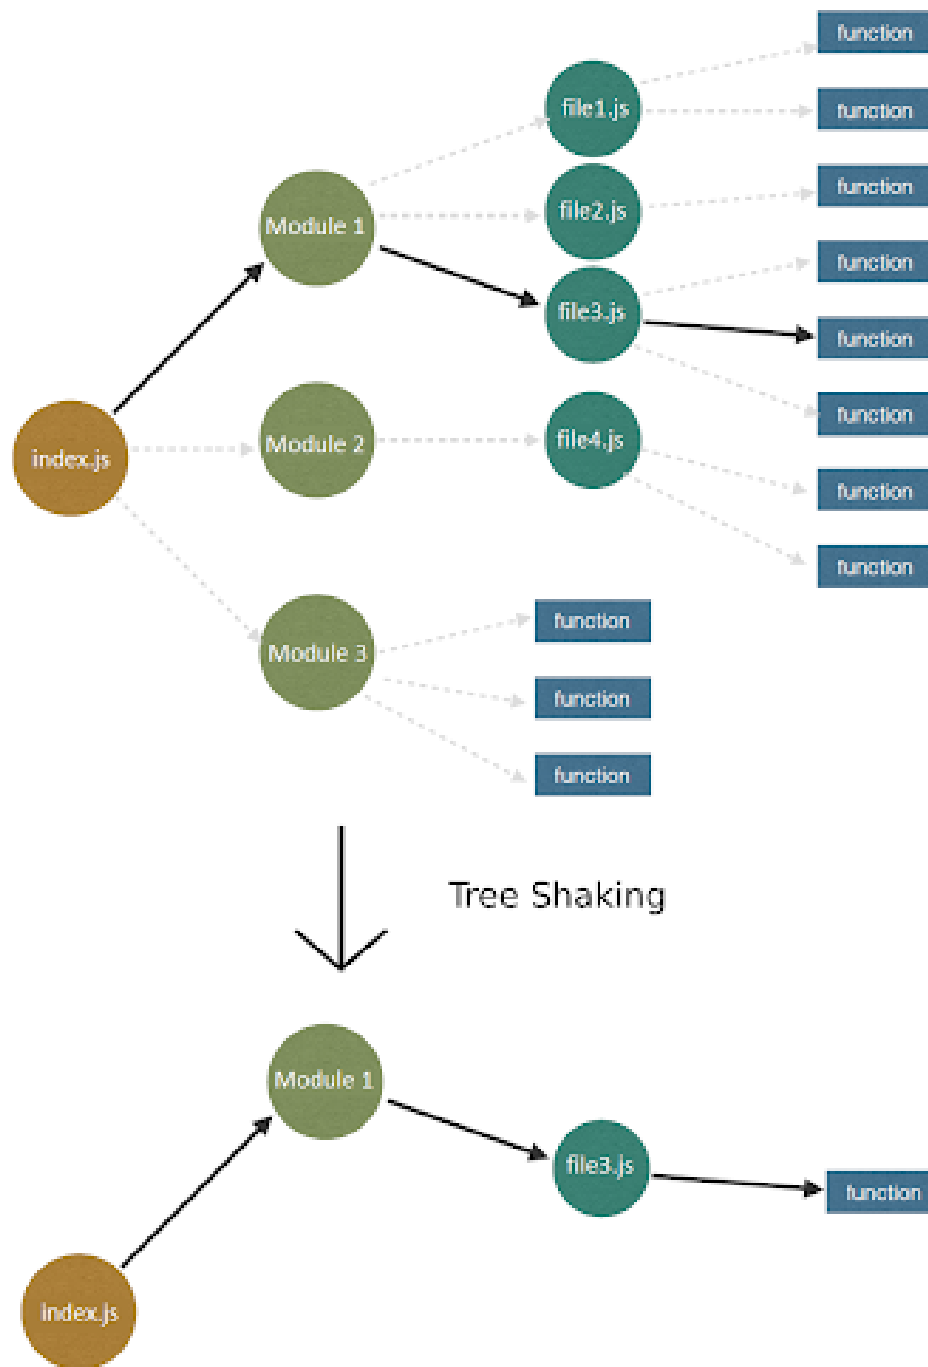 function
file1.js
function
function
Module 1
file2.js
function
file3.js
function
function
Module 2
file4.js
index.js
function
function
function
Module 3
function
function
Tree Shaking
Module 1
file3.js
function
index.js